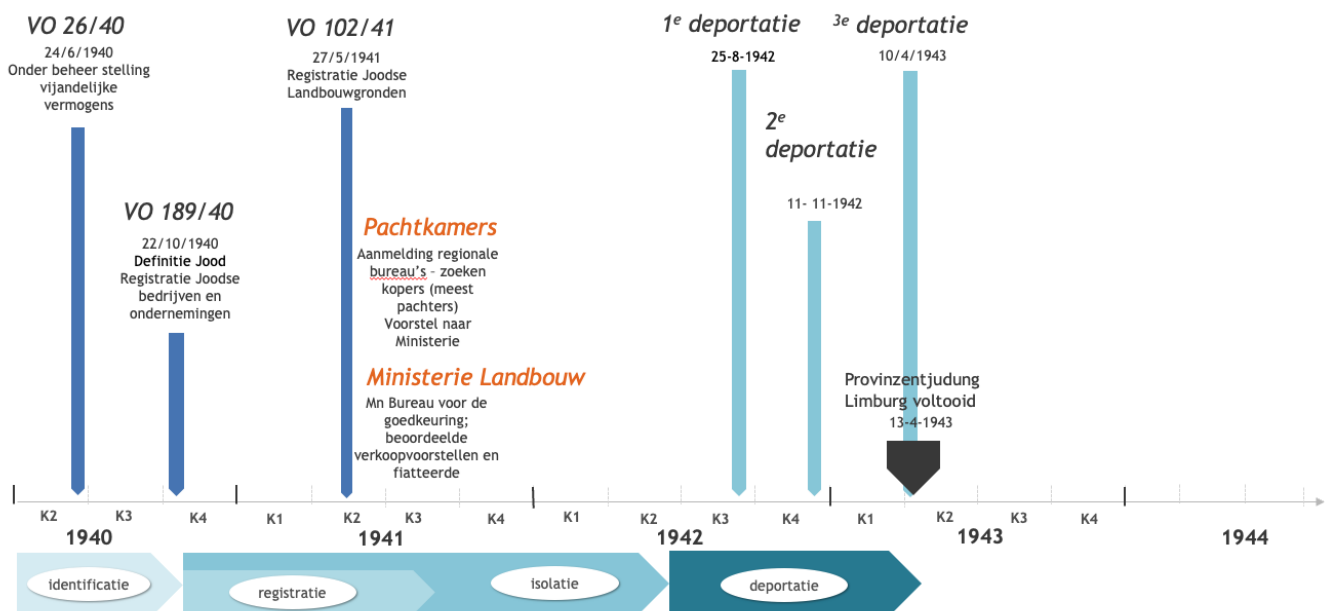 VO 26/40
24/6/1940
Onder beheer stelling
vijandelijke
vermogens
VO 189/40
22/10/1940
Definitie Jood
Registratie Joodse
bedrijven en
ondernemingen
VO 102/41
27/5/1941
Registratie Joodse
Landbouwgronden
Pachtkamers
Aanmelding regionale
bureau's – zoeken
kopers (meest
pachters)
Voorstel naar
Ministerie
Ministerie Landbouw
Mn Bureau voor de
goedkeuring;
beoordeelde
verkoopvoorstellen en
fiatteerde
1e deportatie
25-8-1942
2e
deportatie
11- 11-1942
3e deportatie
10/4/1943
Provinzentjudung
Limburg voltooid
13-4-1943
K2 K3 K4 K1 K2 K3 K4 K1 K2 K3 K4 K1 K2 K3 K4
1940 1941 1942 1943 1944
identificatie registratie isolatie deportatie